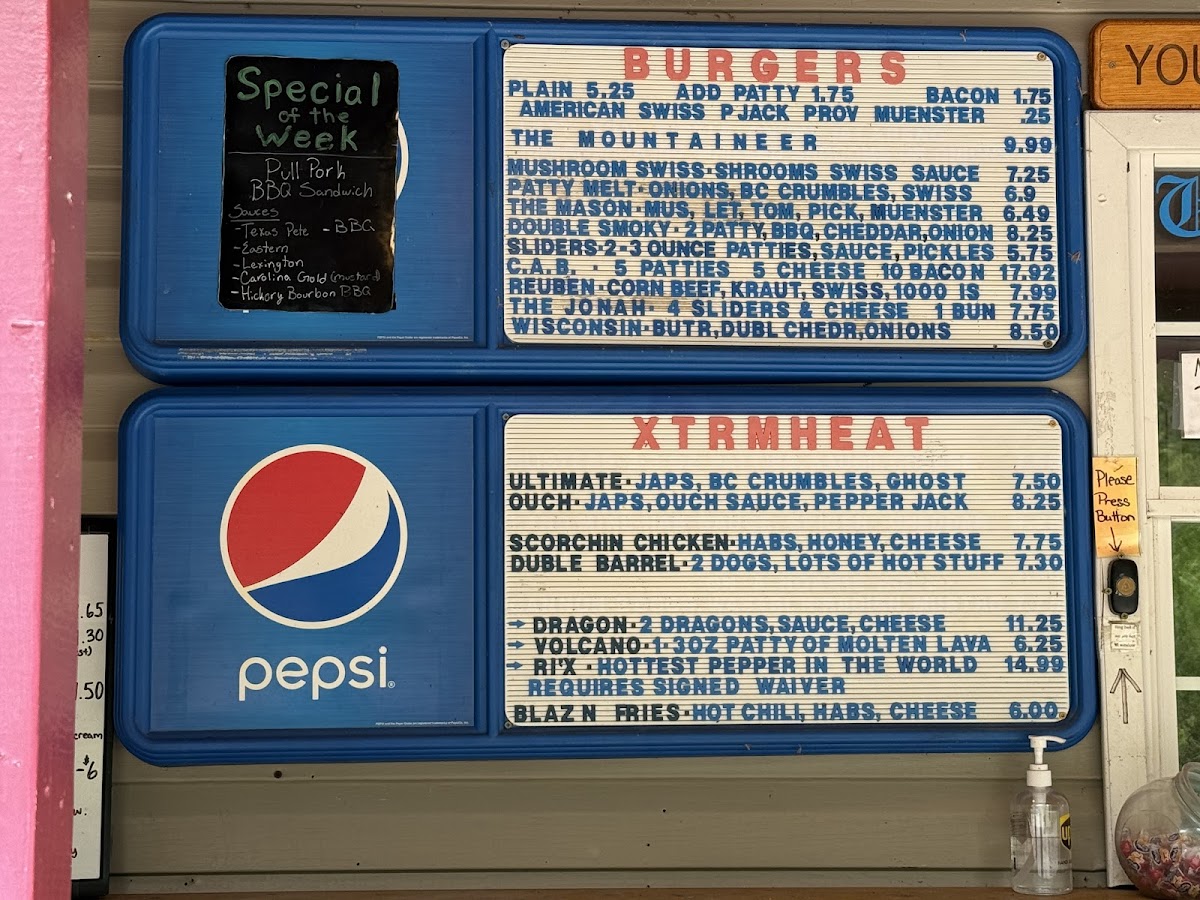 Special
of the
Week
Pull Pork
BBQ Sandwich
Sauces
-Texas Pete -BBQ
-Eastern
-Lexington
-Carolina Gold (mustard)
-Hickory Bourbon BBQ
BURGERS
PLAIN 5.25 ADD PATTY 1.75 BACON 1.75
AMERICAN SWISS PJACK PROV MUENSTER .25
THE MOUNTAINEER 9.99
MUSHROOM SWISS-SHROOMS SWISS SAUCE 7.25
PATTY MELT-ONIONS, BC CRUMBLES, SWISS 6.9
THE MASON-MUS, LET, TOM, PICK, MUENSTER 6.49
DOUBLE SMOKY-2 PATTY, BBQ, CHEDDAR,ONION 8.25
SLIDERS-2-3 OUNCE PATTIES,SAUCE, PICKLES 5.75
C.A.B. - 5 PATTIES 5 CHEESE 10 BACON 17.92
REUBEN-CORN BEEF, KRAUT, SWISS, 1000 IS 7.99
THE JONAH- 4 SLIDERS & CHEESE 1 BUN 7.75
WISCONSIN-BUTR,DUBL CHEDR,ONIONS 8.50
YOU
pepsi
XTRMHEAT
ULTIMATE-JAPS, BC CRUMBLES, GHOST 7.50
OUCH-JAPS,OUCH SAUCE, PEPPER JACK 8.25
SCORCHIN CHICKEN-HABS, HONEY, CHEESE 7.75
DUBLE BARREL-2 DOGS, LOTS OF HOT STUFF 7.30
→ DRAGON-2 DRAGONS,SAUCE, CHEESE 11.25
→ VOLCANO-1-3OZ PATTY OF MOLTEN LAVA 6.25
→ RI'X -HOTTEST PEPPER IN THE WORLD 14.99
REQUIRES SIGNED WAIVER
BLAZ N FRIES-HOT CHILI, HABS, CHEESE 6.00
Please
Press
Button
.65
.30
.50
cream
-$6
w.
y